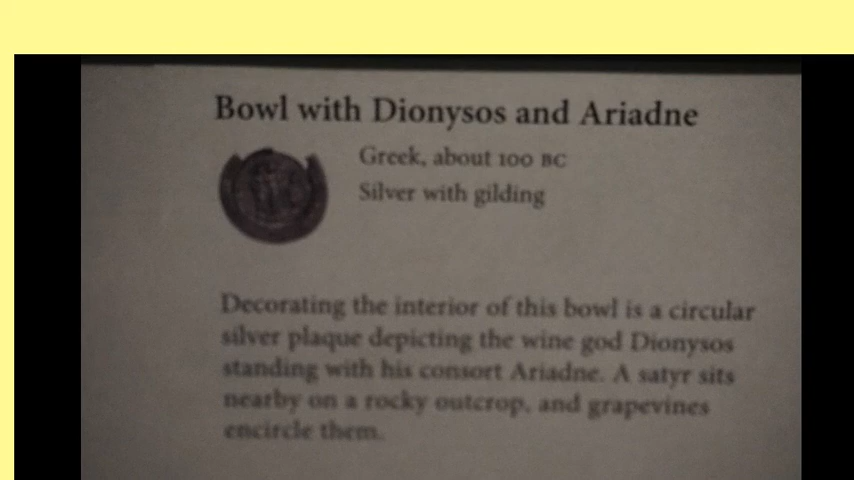 Bowl with Dionysos and Ariadne
Greek, about 100 BC
Silver with gilding
Decorating the interior of this bowl is a circular
silver plaque depicting the wine god Dionysos
standing with his consort Ariadne. A satyr sits
nearby on a rocky outcrop, and grapevines
encircle them.